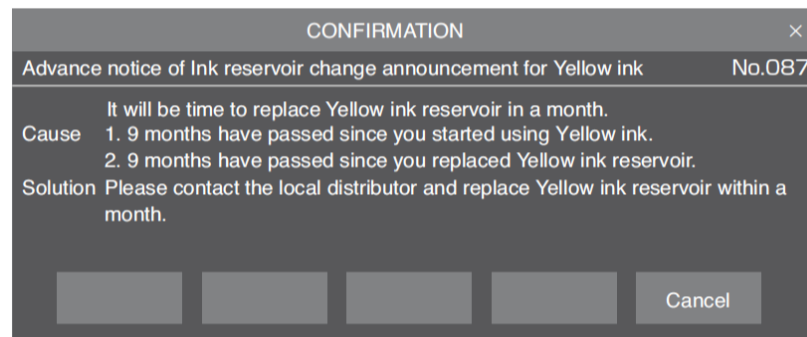 CONFIRMATION ×
Advance notice of Ink reservoir change announcement for Yellow ink No.087
It will be time to replace Yellow ink reservoir in a month.
Cause 1. 9 months have passed since you started using Yellow ink.
2. 9 months have passed since you replaced Yellow ink reservoir.
Solution Please contact the local distributor and replace Yellow ink reservoir within a
month.
Cancel